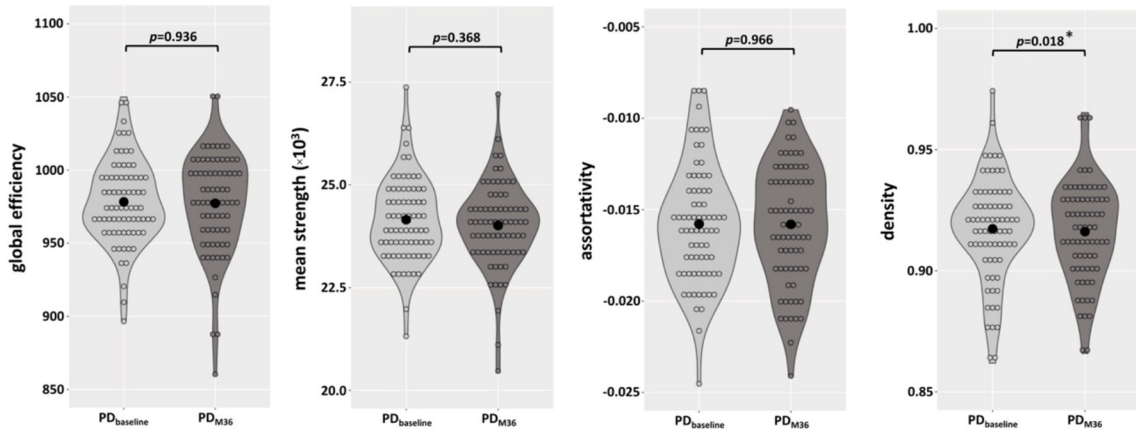 global efficiency
1100
1050
1000
950
900
850
p=0.936
PDbaseline
PDM36
mean strength (×10³)
27.5
25.0
22.5
20.0
p=0.368
PDbaseline
PDM36
assortativity
-0.005
-0.010
-0.015
-0.020
-0.025
p=0.966
PDbaseline
PDM36
density
1.00
0.95
0.90
0.85
p=0.018*
PDbaseline
PDM36